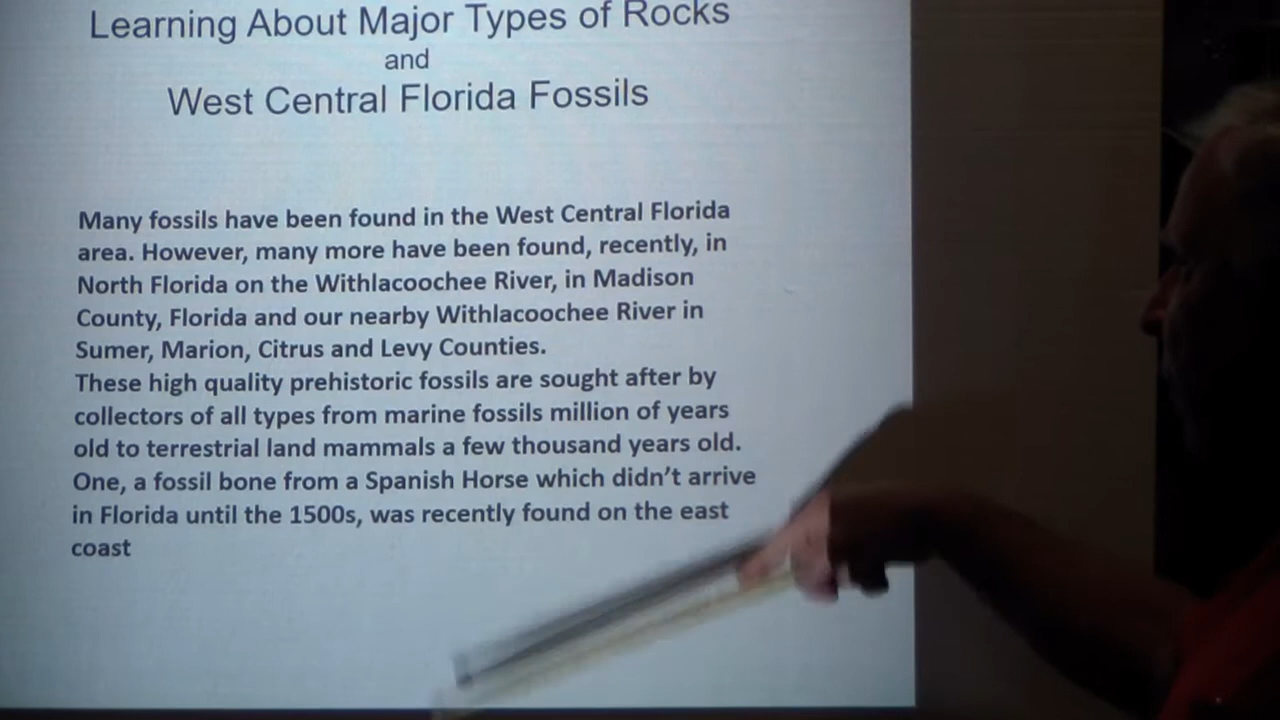 Learning About Major Types of Rocks
and
West Central Florida Fossils
Many fossils have been found in the West Central Florida
area. However, many more have been found, recently, in
North Florida on the Withlacoochee River, in Madison
County, Florida and our nearby Withlacoochee River in
Sumer, Marion, Citrus and Levy Counties.
These high quality prehistoric fossils are sought after by
collectors of all types from marine fossils million of years
old to terrestrial land mammals a few thousand years old.
One, a fossil bone from a Spanish Horse which didn’t arrive
in Florida until the 1500s, was recently found on the east
coast